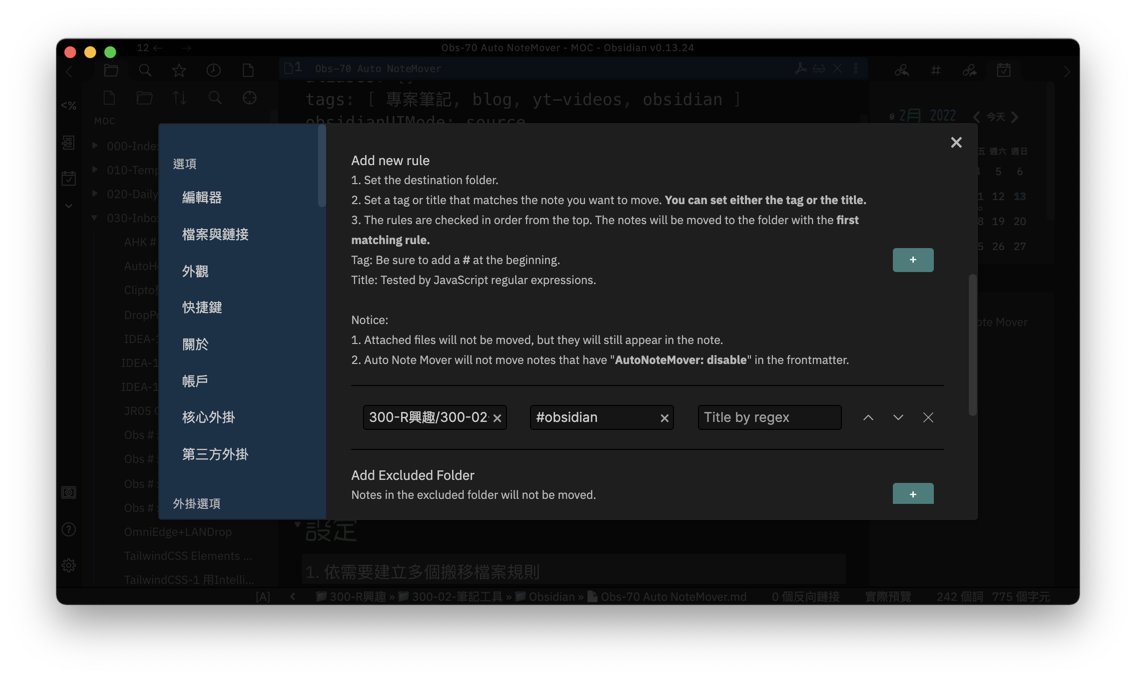 12
Obs-70 Auto NoteMover - MOC - Obsidian v0.13.24
1 Obs-70 Auto NoteMover
tags: [ 專案筆記, blog, yt-videos, obsidian ]
obsidianUIMode: source
MOC
2月 2022
今天
五 週六 週日
5 6
11 12 13
18 19 20
25 26 27
000-Inde
010-Temp
020-Daily
030-Inbo
AHK #
AutoHo
Clipto
DropPo
IDEA-1
IDEA-1
IDEA-1
JR05 C
Obs #
Obs #
Obs #
Obs #
OmniEdge+LANDrop
TailwindCSS Elements ...
TailwindCSS-1 用Intelli...
選項
編輯器
檔案與鏈接
外觀
快捷鍵
關於
帳戶
核心外掛
第三方外掛
外掛選項
Add new rule
1. Set the destination folder.
2. Set a tag or title that matches the note you want to move. You can set either the tag or the title.
3. The rules are checked in order from the top. The notes will be moved to the folder with the first
matching rule.
Tag: Be sure to add a # at the beginning.
Title: Tested by JavaScript regular expressions.
+
Notice:
1. Attached files will not be moved, but they will still appear in the note.
2. Auto Note Mover will not move notes that have "AutoNoteMover: disable" in the frontmatter.
300-R興趣/300-02
#obsidian
Title by regex
Add Excluded Folder
Notes in the excluded folder will not be moved.
+
ote Mover
設定
1. 依需要建立多個搬移檔案規則
[A]
300-R興趣 » 300-02-筆記工具 » Obsidian » Obs-70 Auto NoteMover.md
0 個反向鏈接
實際預覽
242 個詞
775 個字元